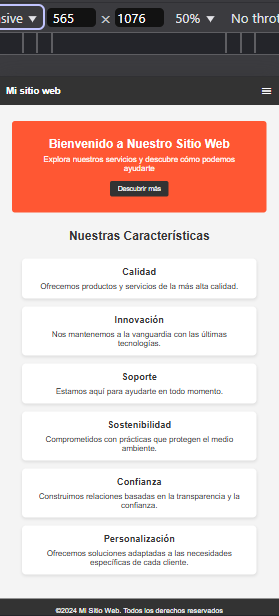 sive ▼ 565 × 1076 50% ▼ No thro
Mi sitio web
Bienvenido a Nuestro Sitio Web
Explora nuestros servicios y descubre cómo podemos
ayudarte
Descubrir más
Nuestras Características
Calidad
Ofrecemos productos y servicios de la más alta calidad.
Innovación
Nos mantenemos a la vanguardia con las últimas
tecnologías.
Soporte
Estamos aquí para ayudarte en todo momento.
Sostenibilidad
Comprometidos con prácticas que protegen el medio
ambiente.
Confianza
Construimos relaciones basadas en la transparencia y la
confianza.
Personalización
Ofrecemos soluciones adaptadas a las necesidades
específicas de cada cliente.
©2024 Mi Sitio Web. Todos los derechos reservados